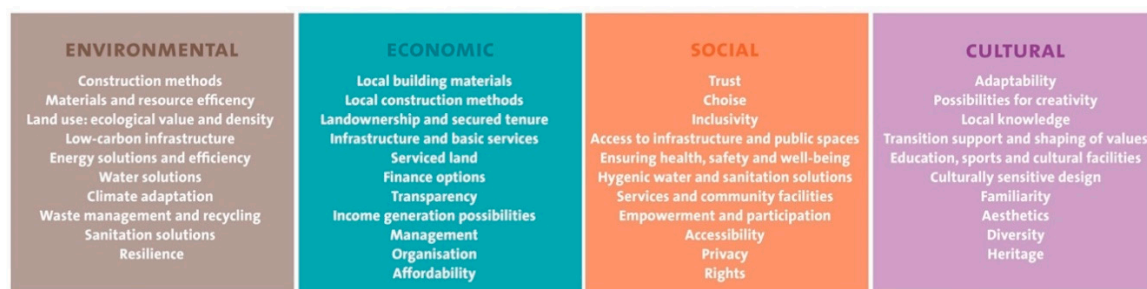 ENVIRONMENTAL
Construction methods
Materials and resource efficency
Land use: ecological value and density
Low-carbon infrastructure
Energy solutions and efficiency
Water solutions
Climate adaptation
Waste management and recycling
Sanitation solutions
Resilience
ECONOMIC
Local building materials
Local construction methods
Landownership and secured tenure
Infrastructure and basic services
Serviced land
Finance options
Transparency
Income generation possibilities
Management
Organisation
Affordability
SOCIAL
Trust
Choise
Inclusivity
Access to infrastructure and public spaces
Ensuring health, safety and well-being
Hygenic water and sanitation solutions
Services and community facilities
Empowerment and participation
Accessibility
Privacy
Rights
CULTURAL
Adaptability
Possibilities for creativity
Local knowledge
Transition support and shaping of values
Education, sports and cultural facilities
Culturally sensitive design
Familiarity
Aesthetics
Diversity
Heritage